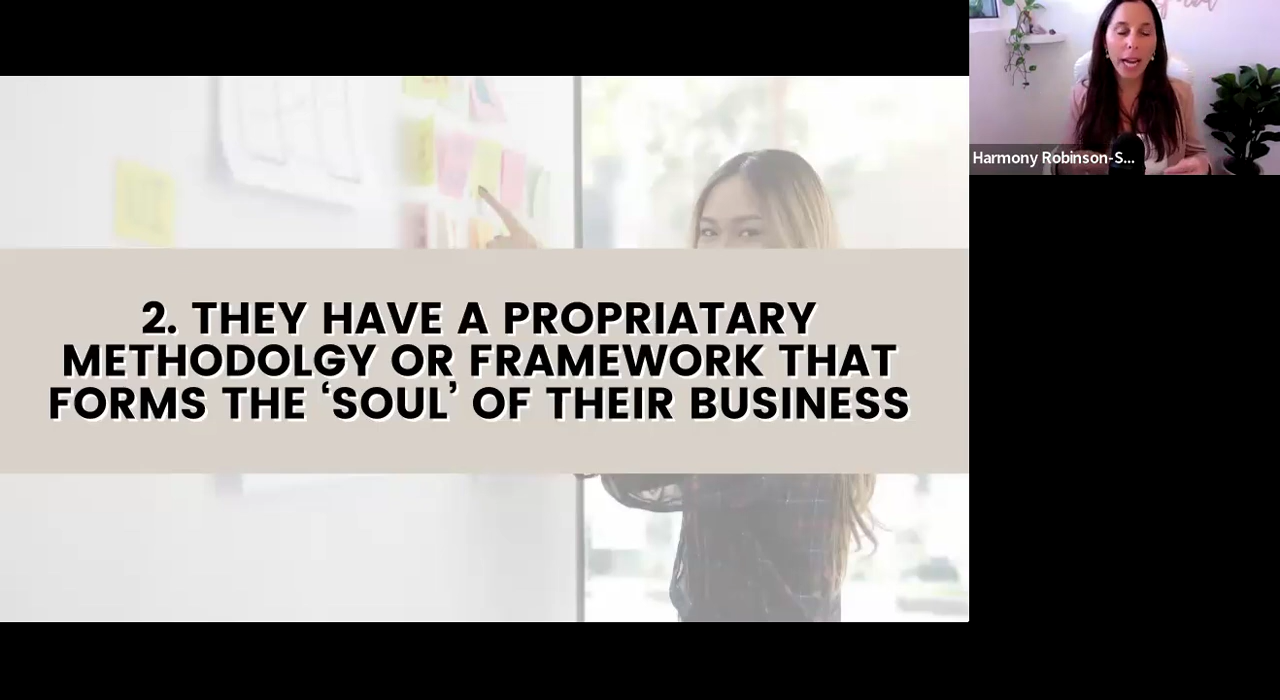 2. THEY HAVE A PROPRIATARY
METHODOLGY OR FRAMEWORK THAT
FORMS THE ‘SOUL’ OF THEIR BUSINESS
Harmony Robinson-S...